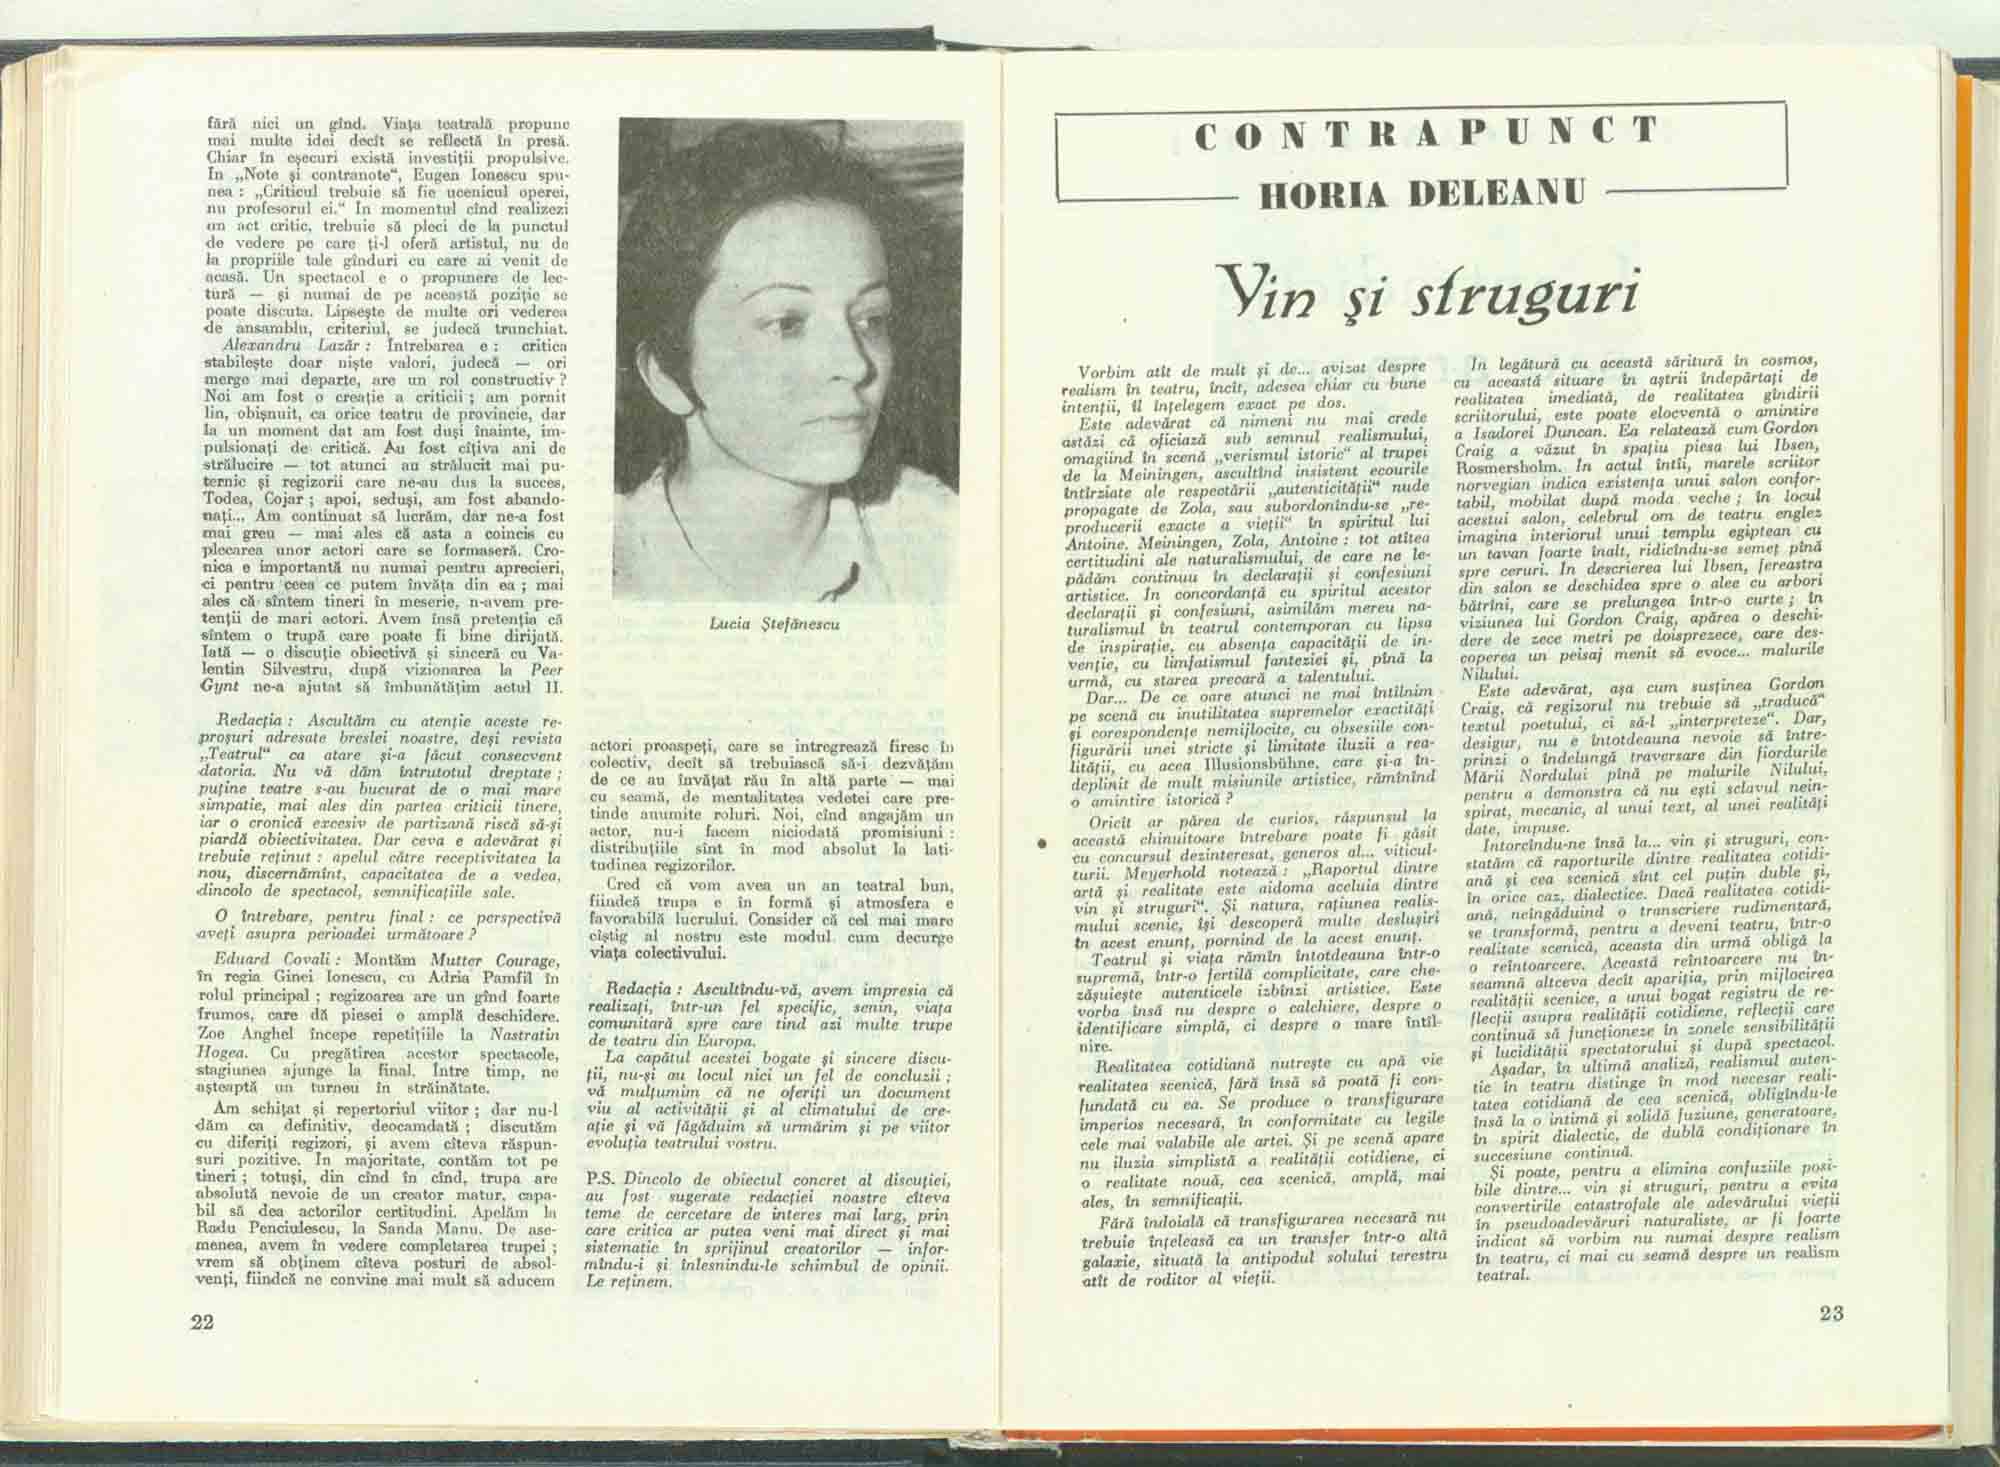 fără nici un gînd. Viața teatrală propune
mai multe idei decît se reflectă în presă.
Chiar în eșecuri există investiții propulsive.
In „Note și contranote“, Eugen Ionescu spu-
nea : „Criticul trebuie să fie ucenicul operei,
nu profesorul ei.“ In momentul cînd realizezi
un act critic, trebuie să pleci de la punctul
de vedere pe care ți-l oferă artistul, nu de
la propriile tale gînduri cu care ai venit de
acasă. Un spectacol e o propunere de lec-
tură — și numai de pe această poziție se
poate discuta. Lipsește de multe ori vederea
de ansamblu, criteriul, se judecă trunchiat.
Alexandru Lazăr : Intrebarea e : critica
stabilește doar niște valori, judecă — ori
merge mai departe, are un rol constructiv ?
Noi am fost o creație a criticii ; am pornit
lin, obișnuit, ca orice teatru de provincie, dar
la un moment dat am fost duși înainte, im-
pulsionați de critică. Au fost cîțiva ani de
strălucire — tot atunci au strălucit mai pu-
ternic și regizorii care ne-au dus la succes,
Todea, Cojar ; apoi, seduși, am fost abando-
nați... Am continuat să lucrăm, dar ne-a fost
mai greu — mai ales că asta a coincis cu
plecarea unor actori care se formaseră. Cro-
nica e importantă nu numai pentru aprecieri,
ci pentru ceea ce putem învăța din ea ; mai
ales că sîntem tineri în meserie, n-avem pre-
tenții de mari actori. Avem însă pretenția că
sîntem o trupă care poate fi bine dirijată.
Iată — o discuție obiectivă și sinceră cu Va-
lentin Silvestru, după vizionarea la Peer
Gynt ne-a ajutat să îmbunătățim actul II.
Redacția : Ascultăm cu atenție aceste re-
proșuri adresate breslei noastre, deși revista
„Teatrul“ ca atare și-a făcut consecvent
datoria. Nu vă dăm întrutotul dreptate ;
puține teatre s-au bucurat de o mai mare
simpatie, mai ales din partea criticii tinere,
iar o cronică excesiv de partizană riscă să-și
piardă obiectivitatea. Dar ceva e adevărat și
trebuie reținut : apelul către receptivitatea la
nou, discernămînt, capacitatea de a vedea,
dincolo de spectacol, semnificațiile sale.
O întrebare, pentru final : ce perspectivă
aveți asupra perioadei următoare ?
Eduard Covali : Montăm Mutter Courage,
în regia Ginei Ionescu, cu Adria Pamfil în
rolul principal ; regizoarea are un gînd foarte
frumos, care dă piesei o amplă deschidere.
Zoe Anghel începe repetițiile la Nastratin
Hogea. Cu pregătirea acestor spectacole,
stagiunea ajunge la final. Intre timp, ne
așteaptă un turneu în străinătate.
Am schițat și repertoriul viitor ; dar nu-l
dăm ca definitiv, deocamdată ; discutăm
cu diferiți regizori, și avem cîteva răspun-
suri pozitive. In majoritate, contăm tot pe
tineri ; totuși, din cînd în cînd, trupa are
absolută nevoie de un creator matur, capa-
bil să dea actorilor certitudini. Apelăm la
Radu Penciulescu, la Sanda Manu. De ase-
menea, avem în vedere completarea trupei ;
vrem să obținem cîteva posturi de absol-
venți, fiindcă ne convine mai mult să aducem
22
Lucia Ștefănescu
actori proaspeți, care se întregrează firesc în
colectiv, decît să trebuiască să-i dezvățăm
de ce au învățat rău în altă parte — mai
cu seamă, de mentalitatea vedetei care pre-
tinde anumite roluri. Noi, cînd angajăm un
actor, nu-i facem niciodată promisiuni :
distribuțiile sînt în mod absolut la lati-
tudinea regizorilor.
Cred că vom avea un an teatral bun,
fiindcă trupa e în formă și atmosfera e
favorabilă lucrului. Consider că cel mai mare
cîștig al nostru este modul cum decurge
viața colectivului.
Redacția : Ascultîndu-vă, avem impresia că
realizați, într-un fel specific, senin, viața
comunitară spre care tind azi multe trupe
de teatru din Europa.
La capătul acestei bogate și sincere discu-
ții, nu-și au locul nici un fel de concluzii ;
vă mulțumim că ne oferiți un document
viu al activității și al climatului de cre-
ație și vă făgăduim să urmărim și pe viitor
evoluția teatrului vostru.
P.S. Dincolo de obiectul concret al discuției,
au fost sugerate redacției noastre cîteva
teme de cercetare de interes mai larg, prin
care critica ar putea veni mai direct și mai
sistematic în sprijinul creatorilor — infor-
mîndu-i și înlesnindu-le schimbul de opinii.
Le reținem.
CONTRAPUNCT
HORIA DELEANU
Vin și struguri
Vorbim atît de mult și de... avizat despre
realism în teatru, încît, adesea chiar cu bune
intenții, îl înțelegem exact pe dos.
Este adevărat că nimeni nu mai crede
astăzi că oficiază sub semnul realismului,
omagiind în scenă „verismul istoric“ al trupei
de la Meiningen, ascultînd insistent ecourile
întîrziate ale respectării „autenticității“ nude
propagate de Zola, sau subordonîndu-se „re-
producerii exacte a vieții“ în spiritul lui
Antoine. Meiningen, Zola, Antoine : tot atîtea
certitudini ale naturalismului, de care ne le-
pădăm continuu în declarații și confesiuni
artistice. In concordanță cu spiritul acestor
declarații și confesiuni, asimilăm mereu na-
turalismul în teatrul contemporan cu lipsa
de inspirație, cu absența capacității de in-
venție, cu limfatismul fanteziei și, pînă la
urmă, cu starea precară a talentului.
Dar... De ce oare atunci ne mai întîlnim
pe scenă cu inutilitatea supremelor exactități
și corespondențe nemijlocite, cu obsesiile con-
figurării unei stricte și limitate iluzii a rea-
lității, cu acea Illusionsbühne, care și-a în-
deplinit de mult misiunile artistice, rămînînd
o amintire istorică ?
Oricît ar părea de curios, răspunsul la
această chinuitoare întrebare poate fi găsit
cu concursul dezinteresat, generos al... viticul-
turii. Meyerhold notează : „Raportul dintre
artă și realitate este aidoma aceluia dintre
vin și struguri“. Și natura, rațiunea realis-
mului scenic, își descoperă multe deslușiri
în acest enunț, pornind de la acest enunț.
Teatrul și viața rămîn întotdeauna într-o
supremă, într-o fertilă complicitate, care che-
zășuiește autenticele izbînzi artistice. Este
vorba însă nu despre o calchiere, despre o
identificare simplă, ci despre o mare întîl-
nire.
Realitatea cotidiană nutrește cu apă vie
realitatea scenică, fără însă să poată fi con-
fundată cu ea. Se produce o transfigurare
imperios necesară, în conformitate cu legile
cele mai valabile ale artei. Și pe scenă apare
nu iluzia simplistă a realității cotidiene, ci
o realitate nouă, cea scenică, amplă, mai
ales, în semnificații.
Fără îndoială că transfigurarea necesară nu
trebuie înțeleasă ca un transfer într-o altă
galaxie, situată la antipodul solului terestru
atît de roditor al vieții.
In legătură cu această săritură în cosmos,
cu această situare în aștrii îndepărtați de
realitatea imediată, de realitatea gîndirii
scriitorului, este poate elocventă o amintire
a Isadorei Duncan. Ea relatează cum Gordon
Craig a văzut în spațiu piesa lui Ibsen,
Rosmersholm. In actul întîi, marele scriitor
norvegian indica existența unui salon confor-
tabil, mobilat după moda veche ; în locul
acestui salon, celebrul om de teatru englez
imagina interiorul unui templu egiptean cu
un tavan foarte înalt, ridicîndu-se semeț pînă
spre ceruri. In descrierea lui Ibsen, fereastra
din salon se deschidea spre o alee cu arbori
bătrîni, care se prelungea într-o curte ; în
viziunea lui Gordon Craig, apărea o deschi-
dere de zece metri pe doisprezece, care des-
coperea un peisaj menit să evoce... malurile
Nilului.
Este adevărat, așa cum susținea Gordon
Craig, că regizorul nu trebuie să „traducă“
textul poetului, ci să-l „interpreteze“. Dar,
desigur, nu e întotdeauna nevoie să între-
prinzi o îndelungă traversare din fiordurile
Mării Nordului pînă pe malurile Nilului,
pentru a demonstra că nu ești sclavul nein-
spirat, mecanic, al unui text, al unei realități
date, impuse.
Intorcîndu-ne însă la... vin și struguri, con-
statăm că raporturile dintre realitatea cotidi-
ană și cea scenică sînt cel puțin duble și,
în orice caz, dialectice. Dacă realitatea cotidi-
ană, neîngăduind o transcriere rudimentară,
se transformă, pentru a deveni teatru, într-o
realitate scenică, aceasta din urmă obligă la
o reîntoarcere. Această reîntoarcere nu în-
seamnă altceva decît apariția, prin mijlocirea
realității scenice, a unui bogat registru de re-
flecții asupra realității cotidiene, reflecții care
continuă să funcționeze în zonele sensibilității
și lucidității spectatorului și după spectacol.
Așadar, în ultimă analiză, realismul auten-
tic în teatru distinge în mod necesar reali-
tatea cotidiană de cea scenică, obligîndu-le
însă la o intimă și solidă fuziune, generatoare,
în spirit dialectic, de dublă condiționare în
succesiune continuă.
Și poate, pentru a elimina confuziile posi-
bile dintre... vin și struguri, pentru a evita
convertirile catastrofale ale adevărului vieții
în pseudoadevăruri naturaliste, ar fi foarte
indicat să vorbim nu numai despre realism
în teatru, ci mai cu seamă despre un realism
teatral.
23